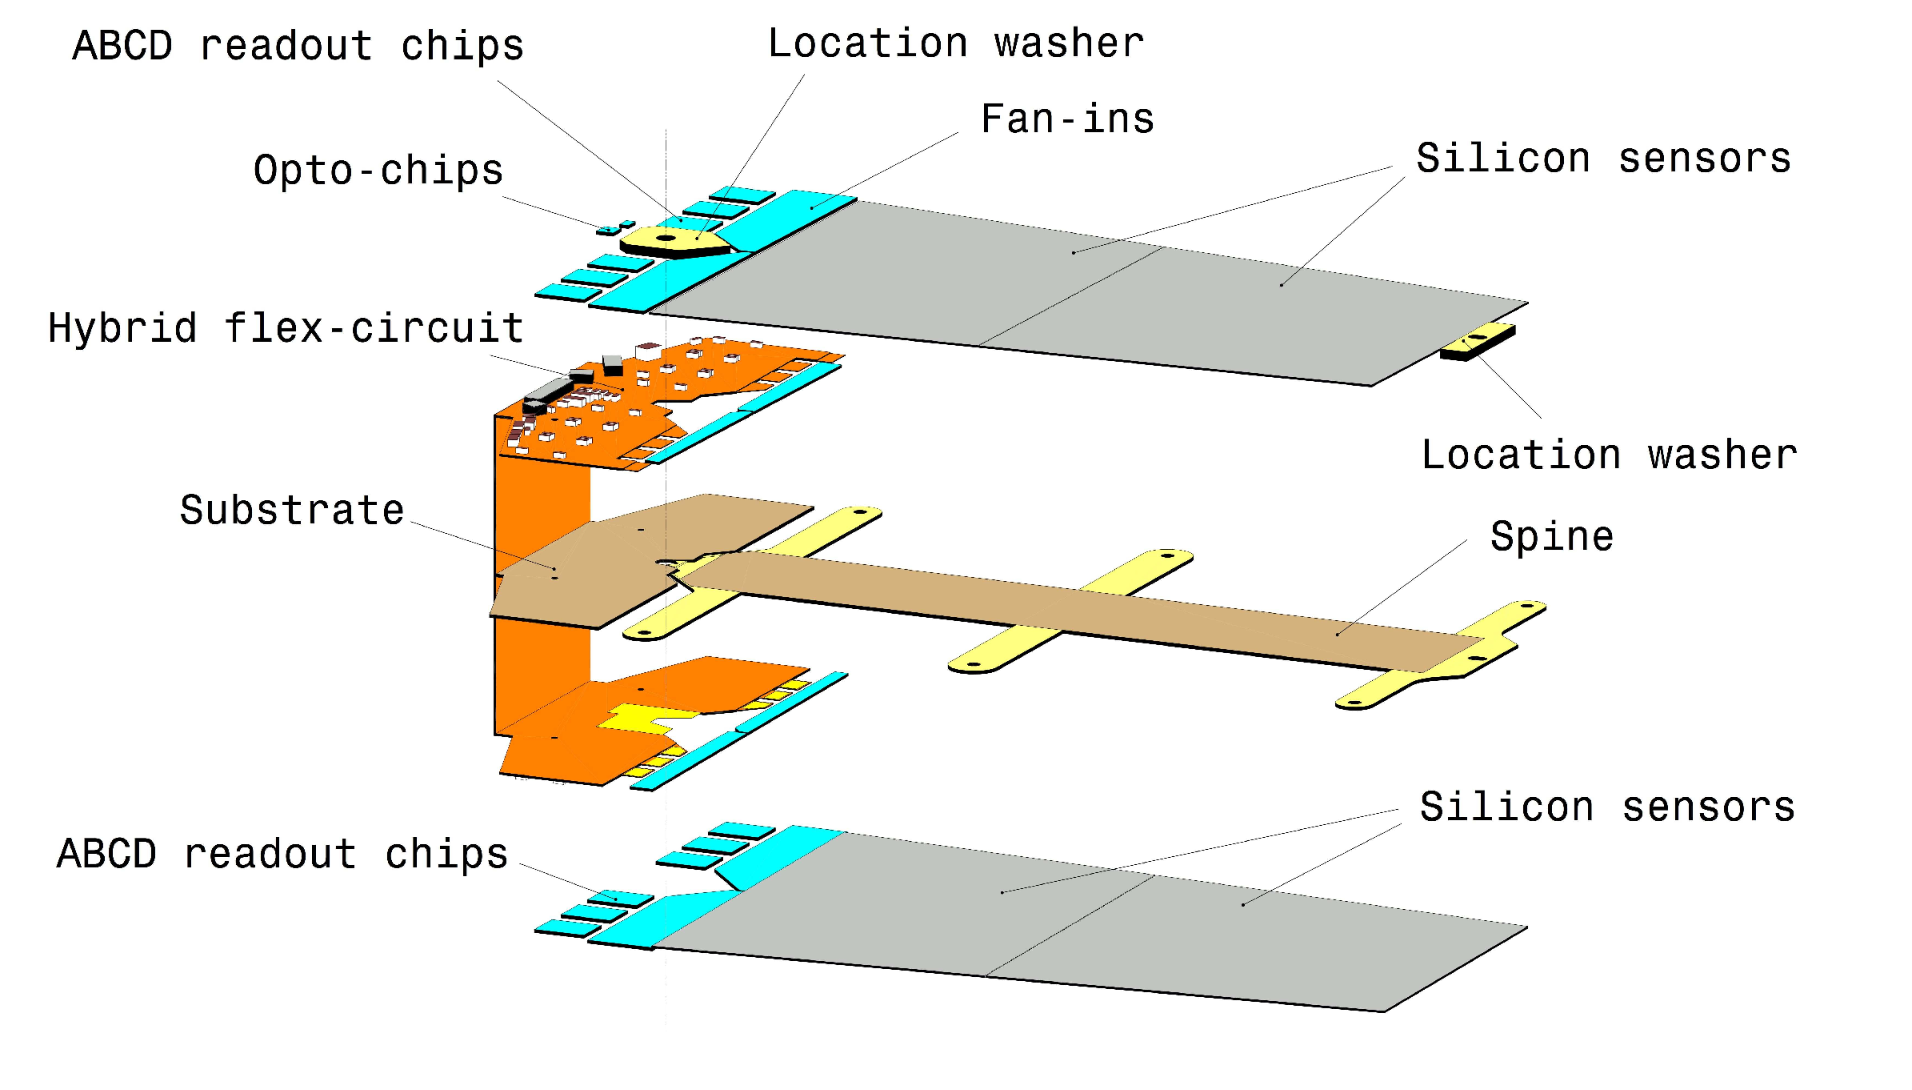 ABCD readout chips
Location washer
Fan-ins
Silicon sensors
Opto-chips
Hybrid flex-circuit
Location washer
Substrate
Spine
Silicon sensors
ABCD readout chips